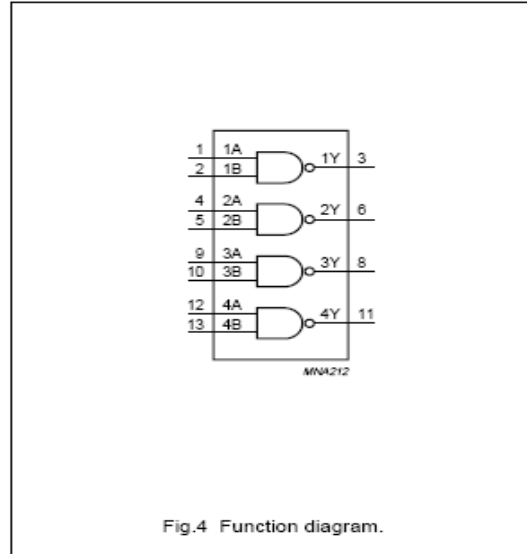 1 1A 1Y 3
2 1B
4 2A 2Y 6
5 2B
9 3A 3Y 8
10 3B
12 4A 4Y 11
13 4B
MNA212
Fig.4 Function diagram.